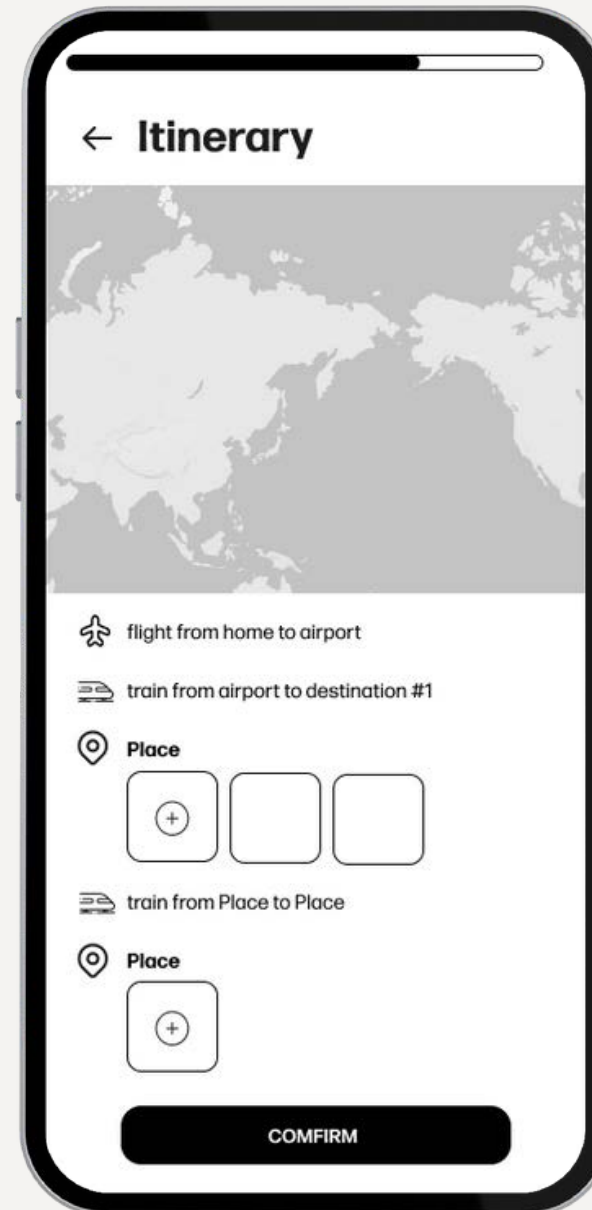 Itinerary
flight from home to airport
train from airport to destination #1
Place
train from Place to Place
Place
COMFIRM